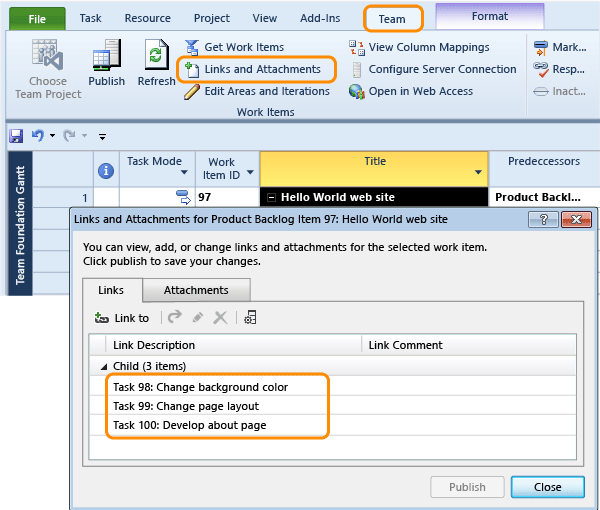 File Task Resource Project View Add-Ins Team Format
Get Work Items View Column Mappings Mark...
Choose Team Project Publish Refresh Links and Attachments Configure Server Connection Resp...
Edit Areas and Iterations Open in Web Access Inact...
Work Items
Task Mode Work Item ID Title Predeccessors
1 97 Hello World web site Product Backl...
Team Foundation Gantt
Links and Attachments for Product Backlog Item 97: Hello World web site
You can view, add, or change links and attachments for the selected work item.
Click publish to save your changes.
Links Attachments
Link to
Link Description Link Comment
Child (3 items)
Task 98: Change background color
Task 99: Change page layout
Task 100: Develop about page
Publish Close